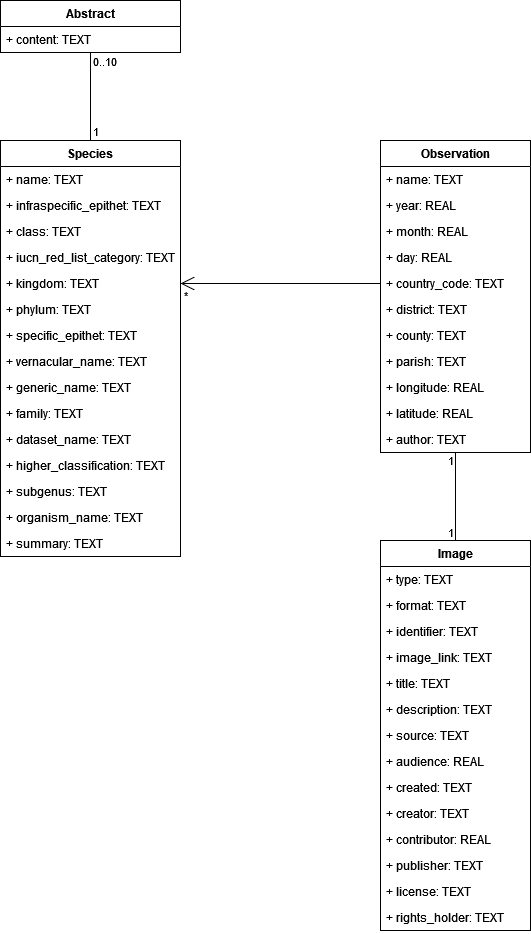 Abstract
+ content: TEXT
0..10
1
Species
+ name: TEXT
+ infraspecific_epithet: TEXT
+ class: TEXT
+ iucn_red_list_category: TEXT
+ kingdom: TEXT
+ phylum: TEXT
+ specific_epithet: TEXT
+ vernacular_name: TEXT
+ generic_name: TEXT
+ family: TEXT
+ dataset_name: TEXT
+ higher_classification: TEXT
+ subgenus: TEXT
+ organism_name: TEXT
+ summary: TEXT
*
Observation
+ name: TEXT
+ year: REAL
+ month: REAL
+ day: REAL
+ country_code: TEXT
+ district: TEXT
+ county: TEXT
+ parish: TEXT
+ longitude: REAL
+ latitude: REAL
+ author: TEXT
1
1
Image
+ type: TEXT
+ format: TEXT
+ identifier: TEXT
+ image_link: TEXT
+ title: TEXT
+ description: TEXT
+ source: TEXT
+ audience: REAL
+ created: TEXT
+ creator: TEXT
+ contributor: REAL
+ publisher: TEXT
+ license: TEXT
+ rights_holder: TEXT